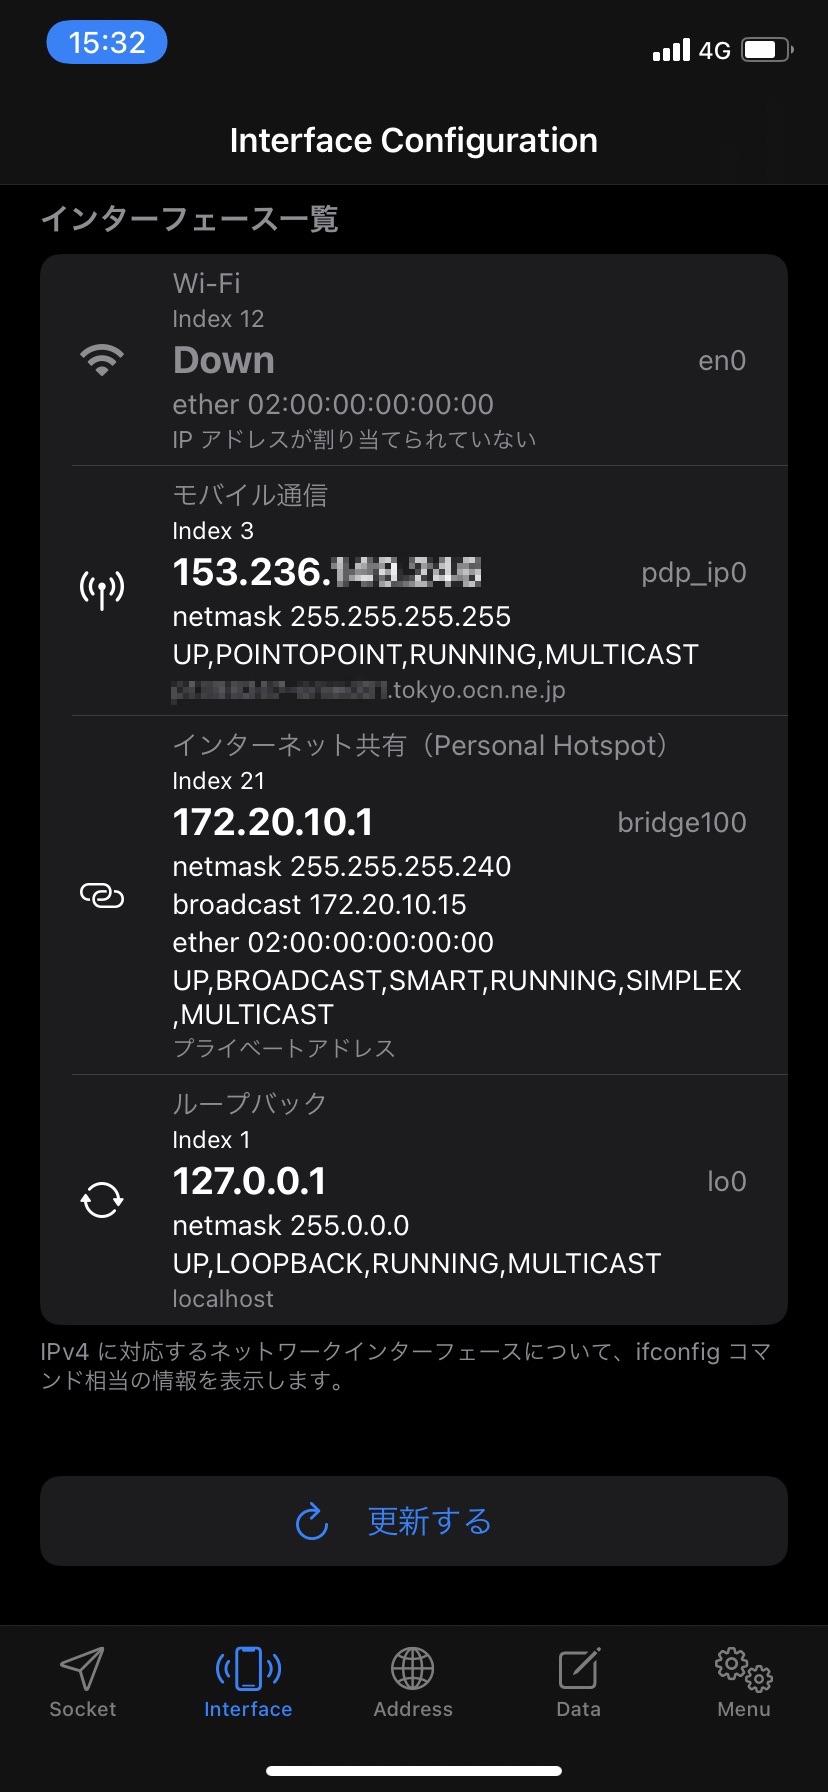 15:32
4G
Interface Configuration
インターフェース一覧
Wi-Fi
Index 12
Down
en0
ether 02:00:00:00:00:00
IP アドレスが割り当てられていない
モバイル通信
Index 3
153.236.
pdp_ip0
netmask 255.255.255.255
UP,POINTOPOINT,RUNNING,MULTICAST
.tokyo.ocn.ne.jp
インターネット共有（Personal Hotspot）
Index 21
172.20.10.1
bridge100
netmask 255.255.255.240
broadcast 172.20.10.15
ether 02:00:00:00:00:00
UP,BROADCAST,SMART,RUNNING,SIMPLEX
,MULTICAST
プライベートアドレス
ループバック
Index 1
127.0.0.1
lo0
netmask 255.0.0.0
UP,LOOPBACK,RUNNING,MULTICAST
localhost
IPv4 に対応するネットワークインターフェースについて、ifconfig コマ
ンド相当の情報を表示します。
更新する
Socket
Interface
Address
Data
Menu